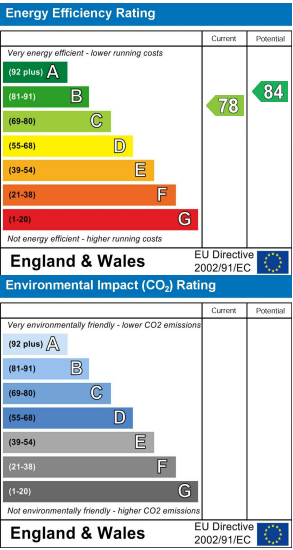 Energy Efficiency Rating
Current Potential
Very energy efficient - lower running costs
(92 plus) A
(81-91) B
(69-80) C
(55-68) D
(39-54) E
(21-38) F
(1-20) G
78
84
Not energy efficient - higher running costs
England & Wales
EU Directive
2002/91/EC
Environmental Impact (CO₂) Rating
Current Potential
Very environmentally friendly - lower CO2 emissions
(92 plus) A
(81-91) B
(69-80) C
(55-68) D
(39-54) E
(21-38) F
(1-20) G
Not environmentally friendly - higher CO2 emissions
England & Wales
EU Directive
2002/91/EC